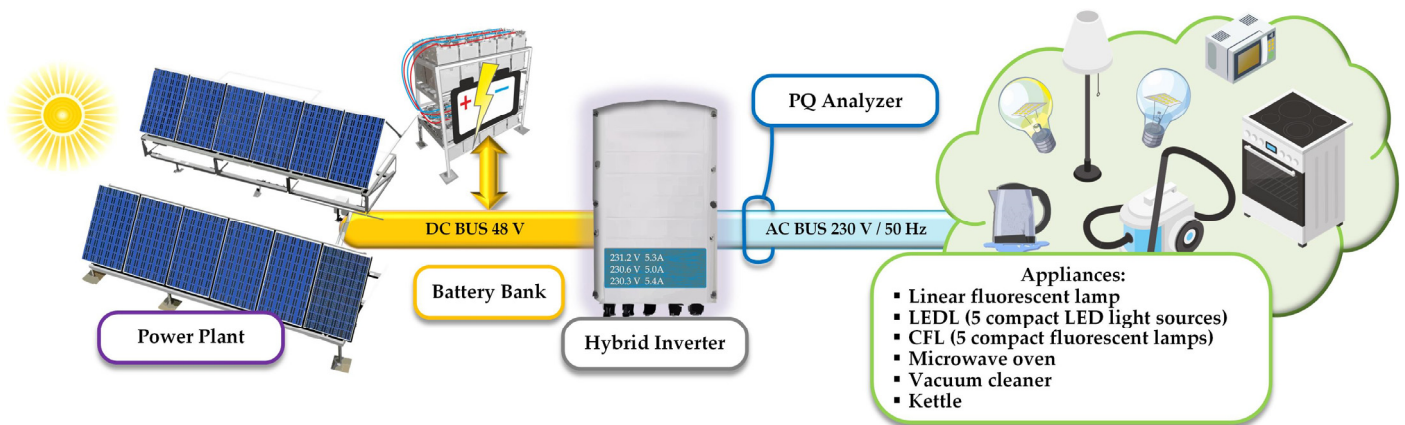 PQ Analyzer
DC BUS 48 V
AC BUS 230 V / 50 Hz
231.2 V 5.3A
230.6 V 5.0A
230.3 V 5.4A
Battery Bank
Power Plant
Hybrid Inverter
Appliances:
▪ Linear fluorescent lamp
▪ LEDL (5 compact LED light sources)
▪ CFL (5 compact fluorescent lamps)
▪ Microwave oven
▪ Vacuum cleaner
▪ Kettle